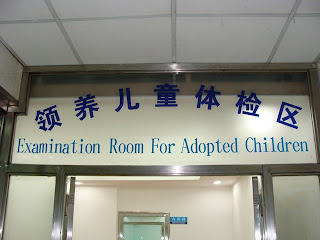 领养儿童体检区
Examination Room For Adopted Children